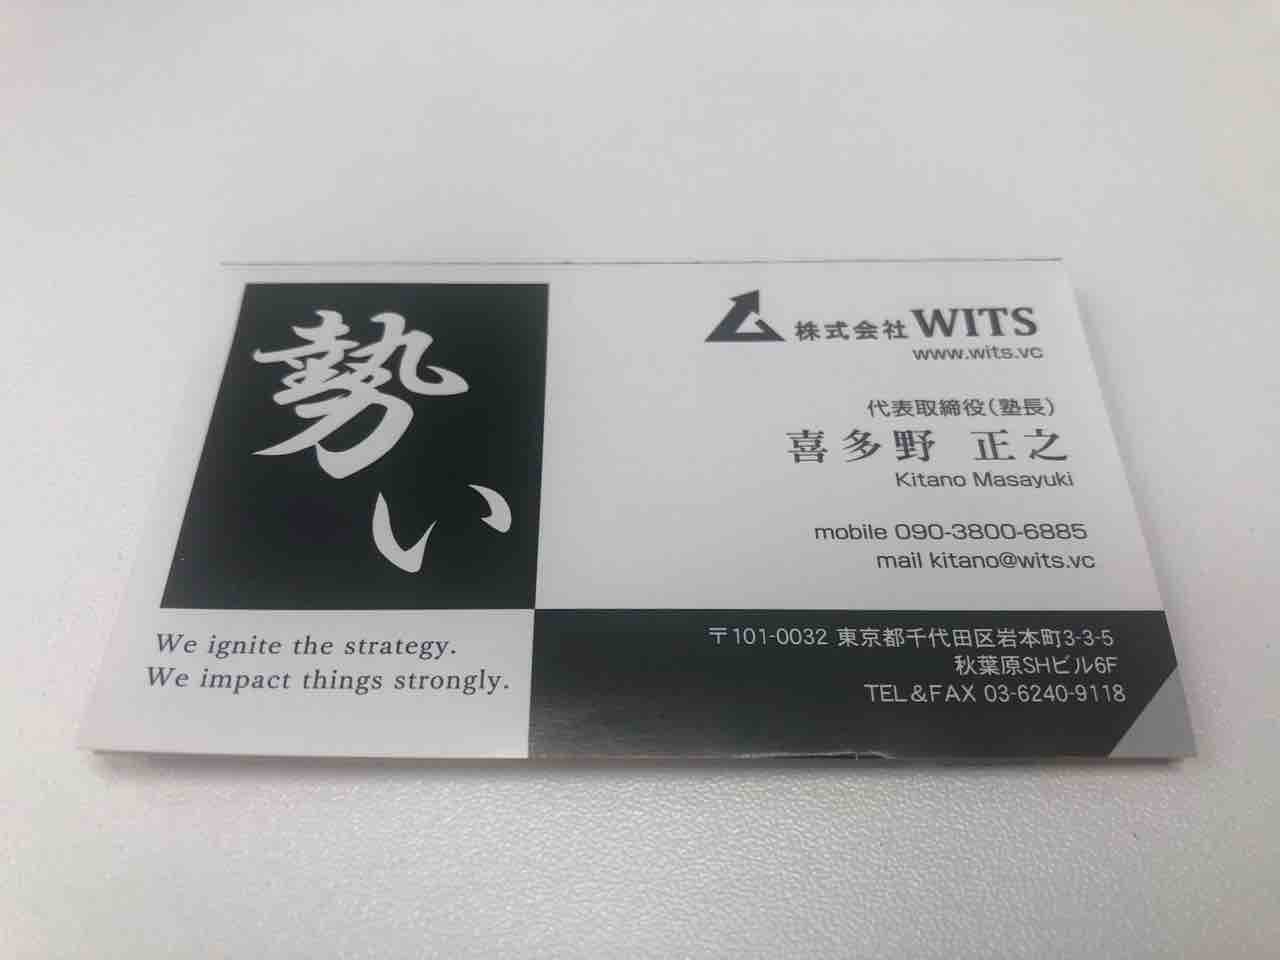 勢い
We ignite the strategy.
We impact things strongly.
株式会社WITS
www.wits.vc
代表取締役(塾長)
喜多野 正之
Kitano Masayuki
mobile 090-3800-6885
mail kitano@wits.vc
〒101-0032 東京都千代田区岩本町3-3-5
秋葉原SHビル6F
TEL&FAX 03-6240-9118